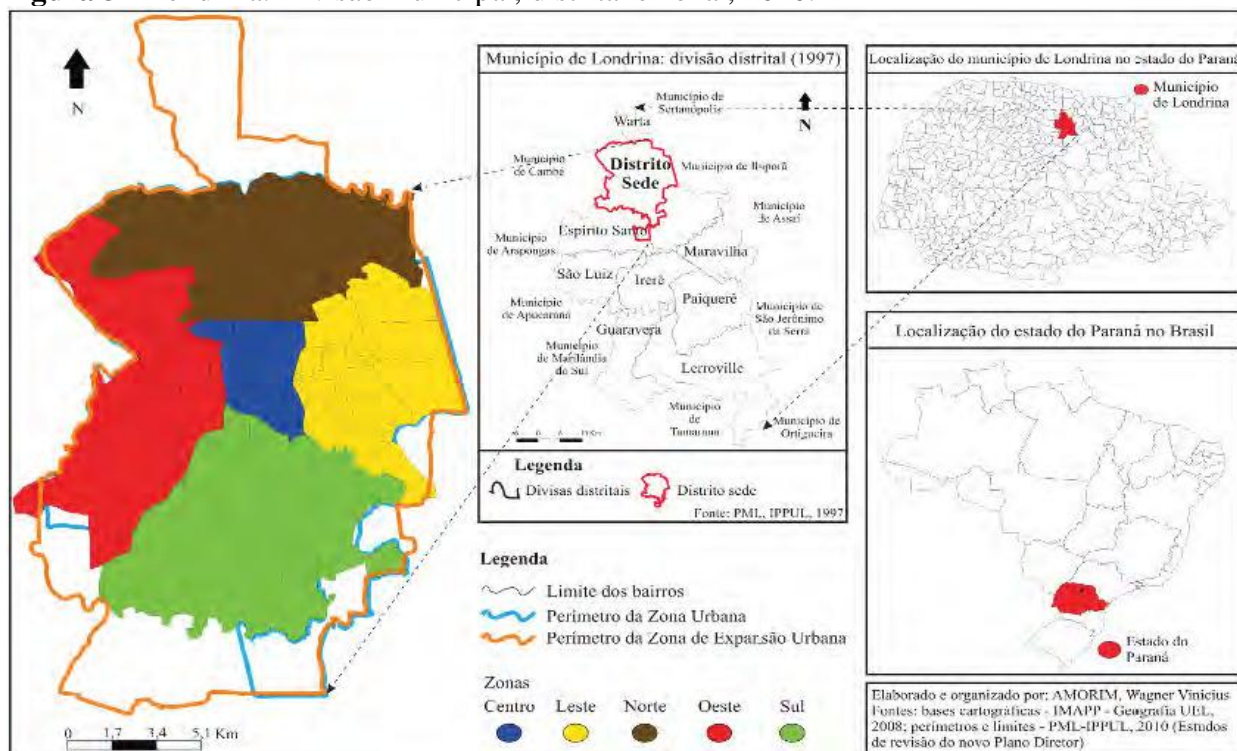 N
0 1,7 3,4 5,1 Km
Município de Londrina: divisão distrital (1997)
Município de
Sertanópolis
N
Warta
Município
de Cambé
Distrito
Sede
Município de Ibiporã
Município
de Assaí
Espírito Santo
Município
de Arapongas
Maravilha
São Luiz
Irerê
Paiquerê
Município
de Apucarana
Município de
São Jerônimo
da Serra
Guaravera
Município
de Marilândia
do Sul
Lerroville
Município
de
Tamarana
Município de
Ortigueira
Legenda
Divisas distritais
Distrito sede
Fonte: PML, IPPUL, 1997
Legenda
Limite dos bairros
Perímetro da Zona Urbana
Perímetro da Zona de Expansão Urbana
Zonas
Centro Leste Norte Oeste Sul
Localização do município de Londrina no estado do Paraná
Município
de Londrina
Localização do estado do Paraná no Brasil
Estado do
Paraná
Elaborado e organizado por: AMORIM, Wagner Vinicius
Fontes: bases cartográficas - IMAPP - Geografia UEL,
2008; perímetros e limites - PML-IPPUL, 2010 (Estudos
de revisão do novo Plano Diretor)